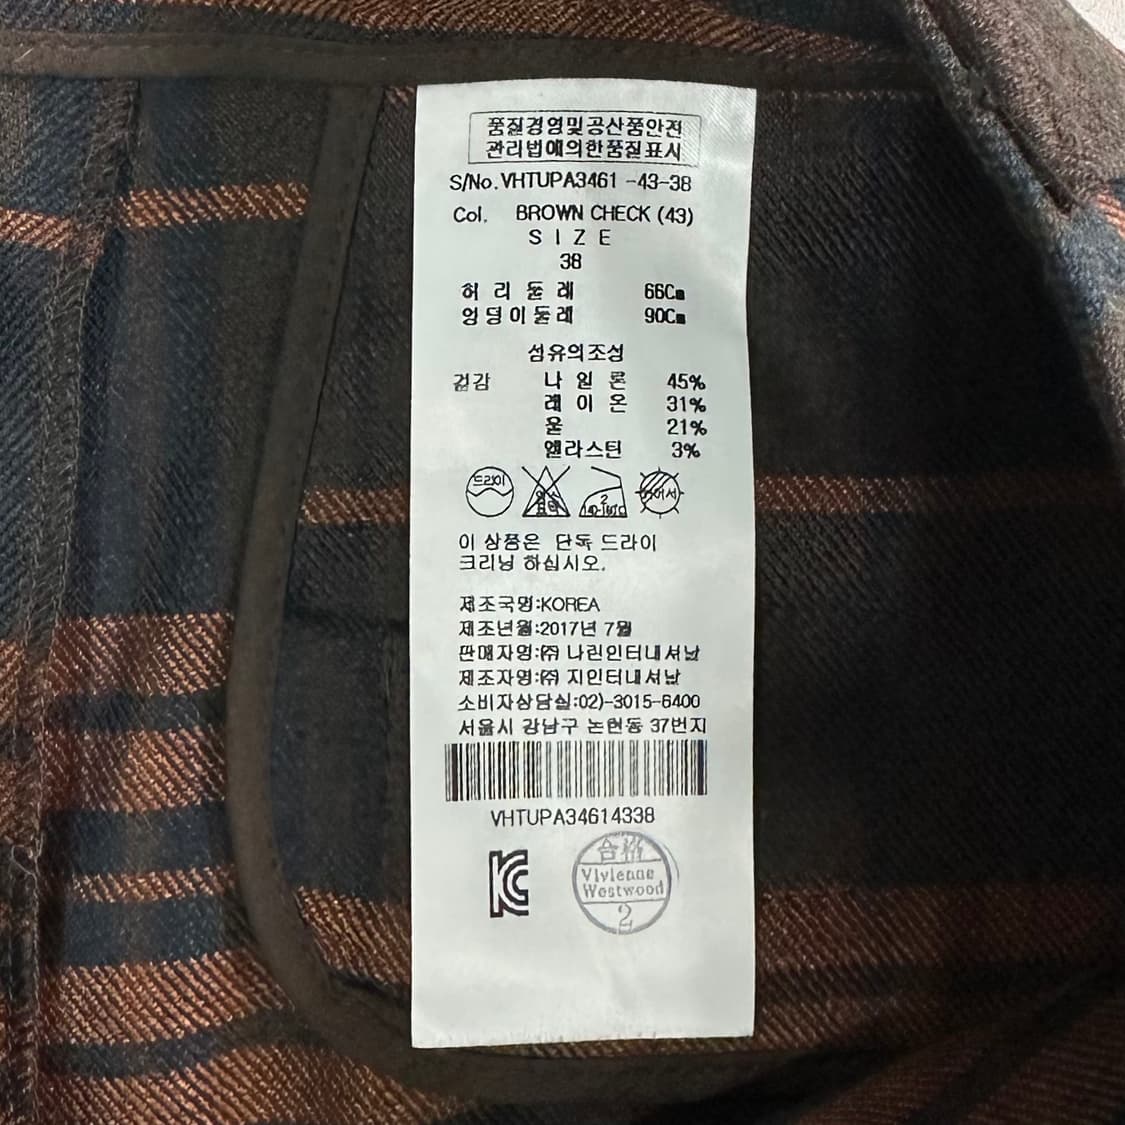 품질경영및공산품안전
관리법에의한품질표시
S/No.VHTUPA3461 -43-38
Col. BROWN CHECK (43)
SIZE
38
허리둘레 66Cm
엉덩이둘레 90Cm
섬유의조성
겉감 나일론 45%
레이온 31%
울 21%
엘라스틴 3%
드라이
2
이 상품은 단독 드라이
크리닝 하십시오.
제조국명:KOREA
제조년월:2017년 7월
판매자명:㈜ 나린인터내셔날
제조자명:㈜ 지인터내셔날
소비자상담실:02)-3015-6400
서울시 강남구 논현동 37번지
VHTUPA34614338
KC
合格
Vivienne
Westwood
2